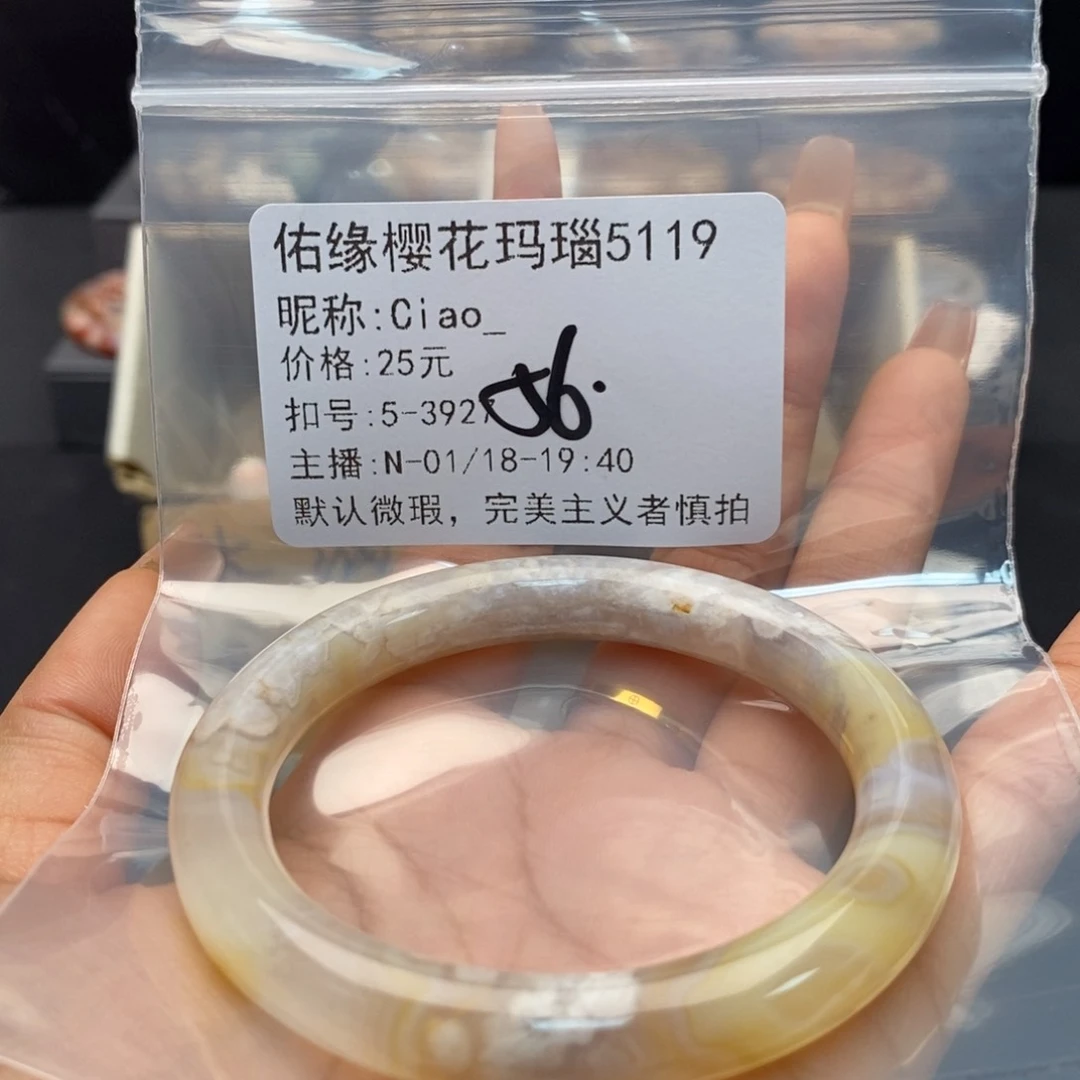 佑缘樱花玛瑙5119
昵称:Ciao_
价格:25元
扣号:5-3927
56.
主播:N-01/18-19:40
默认微瑕，完美主义者慎拍